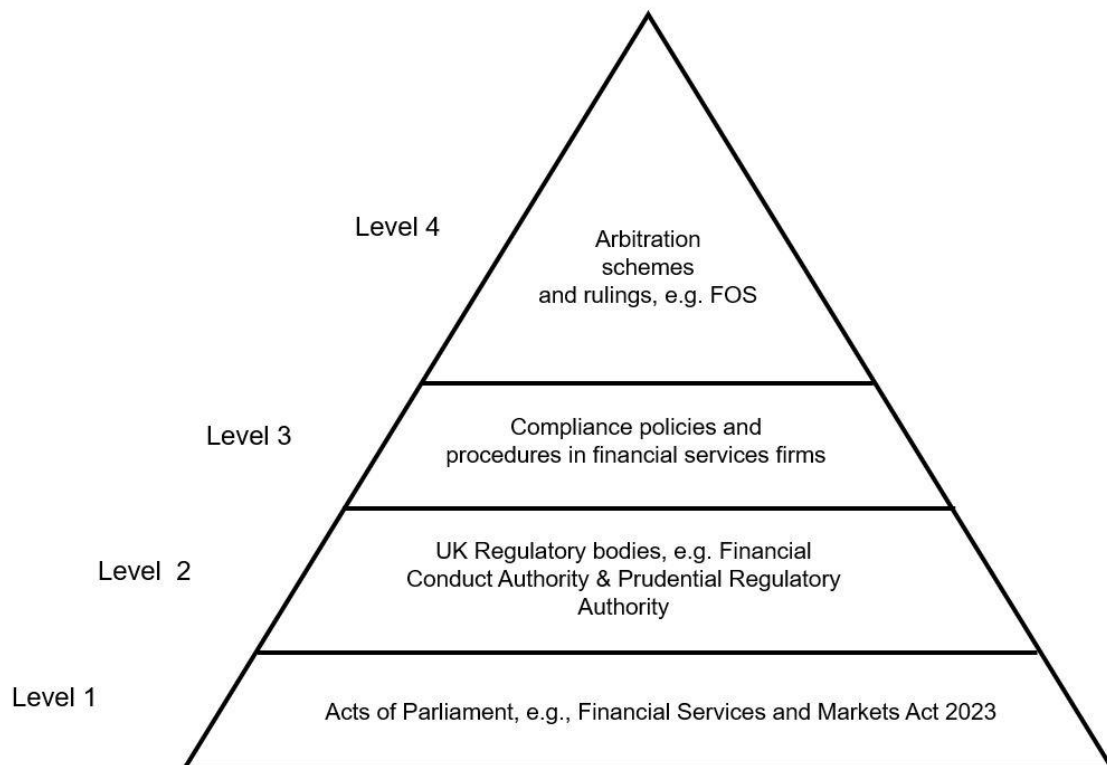 Level 4
Arbitration
schemes
and rulings, e.g. FOS
Level 3
Compliance policies and
procedures in financial services firms
Level 2
UK Regulatory bodies, e.g. Financial
Conduct Authority & Prudential Regulatory
Authority
Level 1
Acts of Parliament, e.g., Financial Services and Markets Act 2023